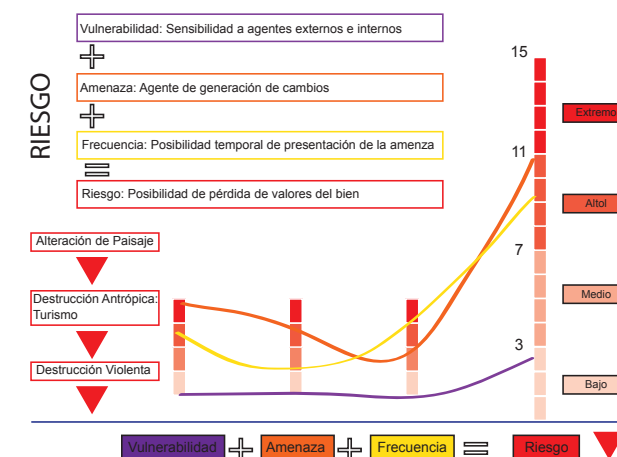 RIESGO
Vulnerabilidad: Sensibilidad a agentes externos e internos
Amenaza: Agente de generación de cambios
Frecuencia: Posibilidad temporal de presentación de la amenza
Riesgo: Posibilidad de pérdida de valores del bien
Alteración de Paisaje
Destrucción Antrópica:
Turismo
Destrucción Violenta
15
11
7
3
Extremo
Altol
Medio
Bajo
Vulnerabilidad
Amenaza
Frecuencia
Riesgo